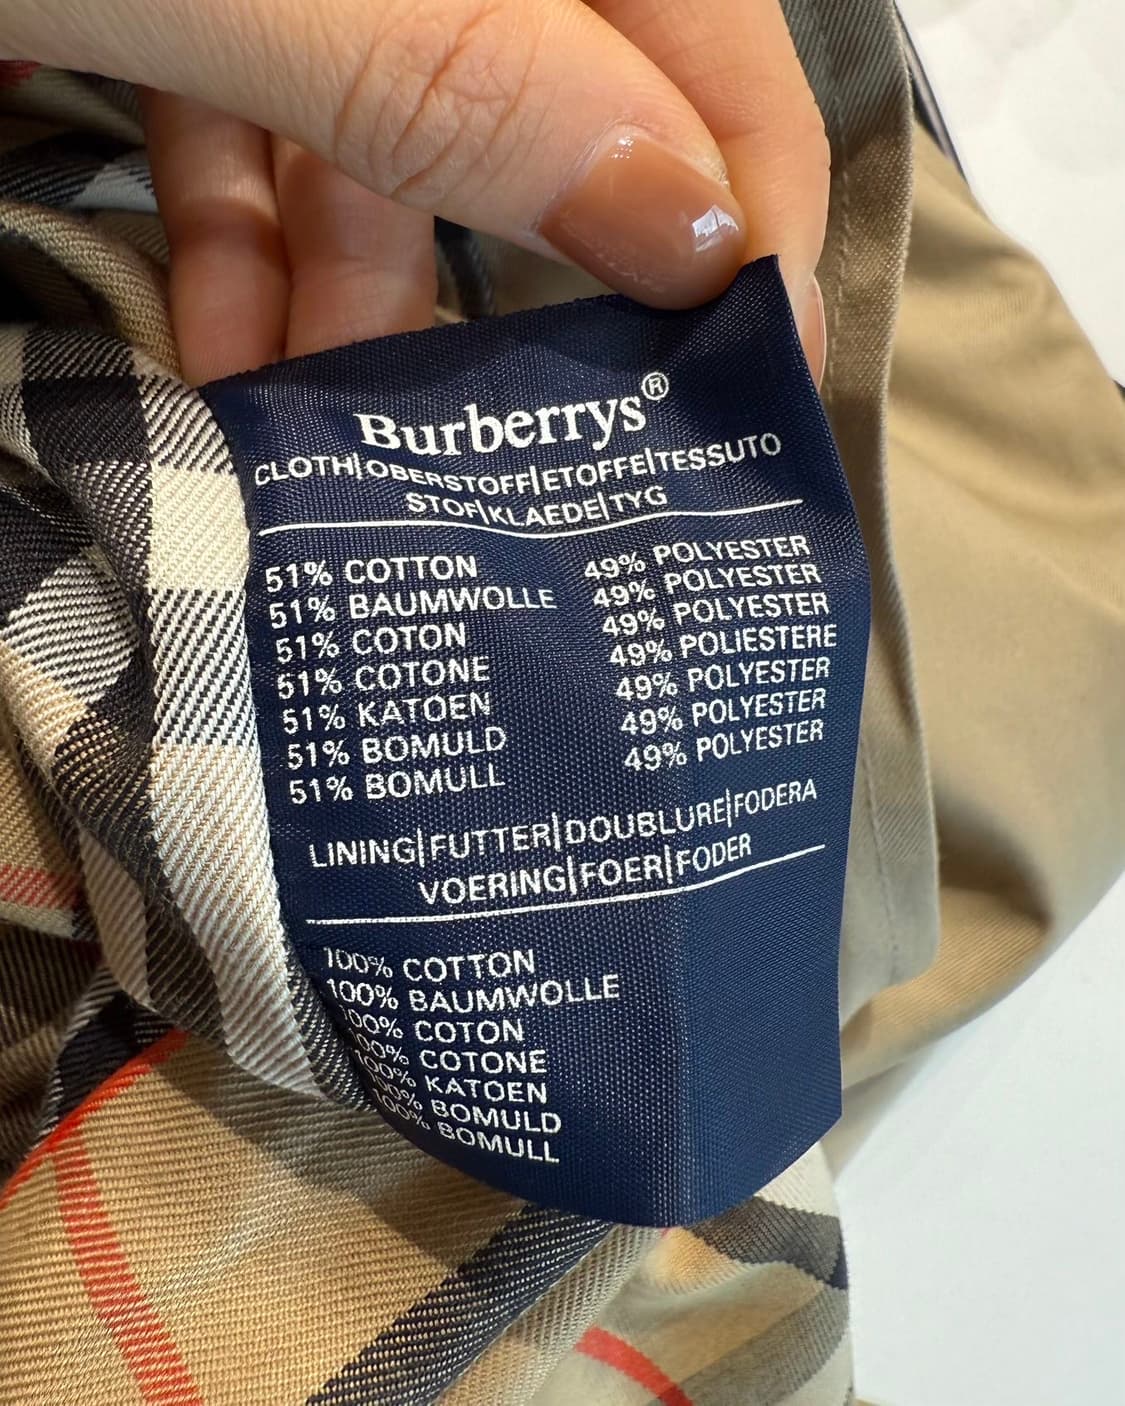 Burberrys®
CLOTH|OBERSTOFF|ETOFFE|TESSUTO
STOF|KLAEDE|TYG
51% COTTON 49% POLYESTER
51% BAUMWOLLE 49% POLYESTER
51% COTON 49% POLYESTER
51% COTONE 49% POLIESTERE
51% KATOEN 49% POLYESTER
51% BOMULD 49% POLYESTER
51% BOMULL 49% POLYESTER
LINING|FUTTER|DOUBLURE|FODERA
VOERING|FOER|FODER
100% COTTON
100% BAUMWOLLE
100% COTON
100% COTONE
100% KATOEN
100% BOMULD
100% BOMULL